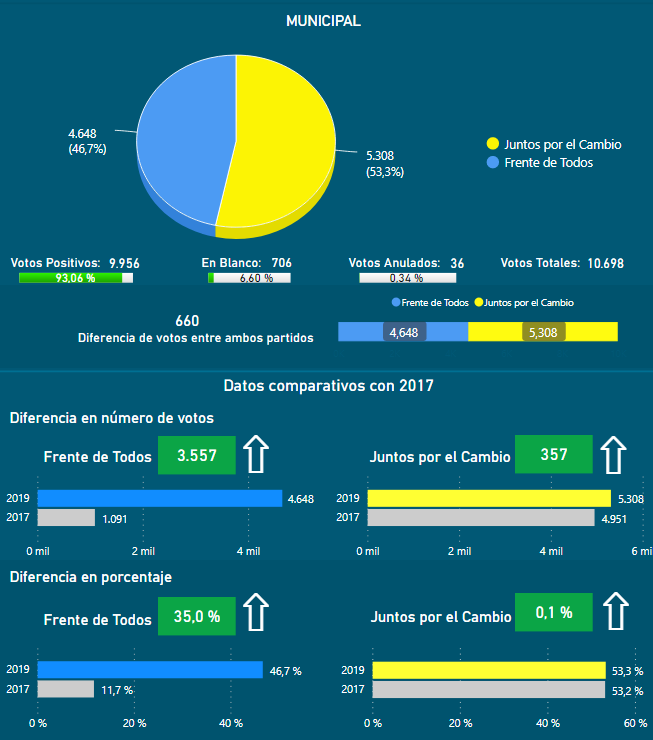 MUNICIPAL
4.648
(46,7%)
5.308
(53,3%)
Juntos por el Cambio
Frente de Todos
Votos Positivos: 9.956
93,06 %
En Blanco: 706
6,60 %
Votos Anulados: 36
0,34 %
Votos Totales: 10.698
660
Diferencia de votos entre ambos partidos
Frente de Todos Juntos por el Cambio
4,648 5,308
Datos comparativos con 2017
Diferencia en número de votos
Frente de Todos 3.557
2019 4.648
2017 1.091
0 mil 2 mil 4 mil
Juntos por el Cambio 357
2019 5.308
2017 4.951
0 mil 2 mil 4 mil 6 mi
Diferencia en porcentaje
Frente de Todos 35,0 %
2019 46,7 %
2017 11,7 %
0 % 20 % 40 %
Juntos por el Cambio 0,1 %
2019 53,3 %
2017 53,2 %
0 % 20 % 40 % 60 %